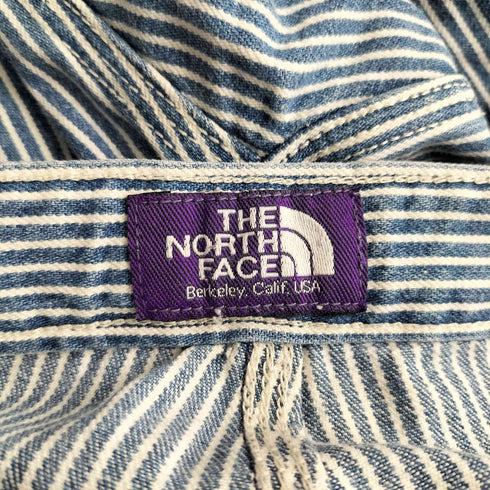 THE
NORTH
FACE
Berkeley, Calif. USA